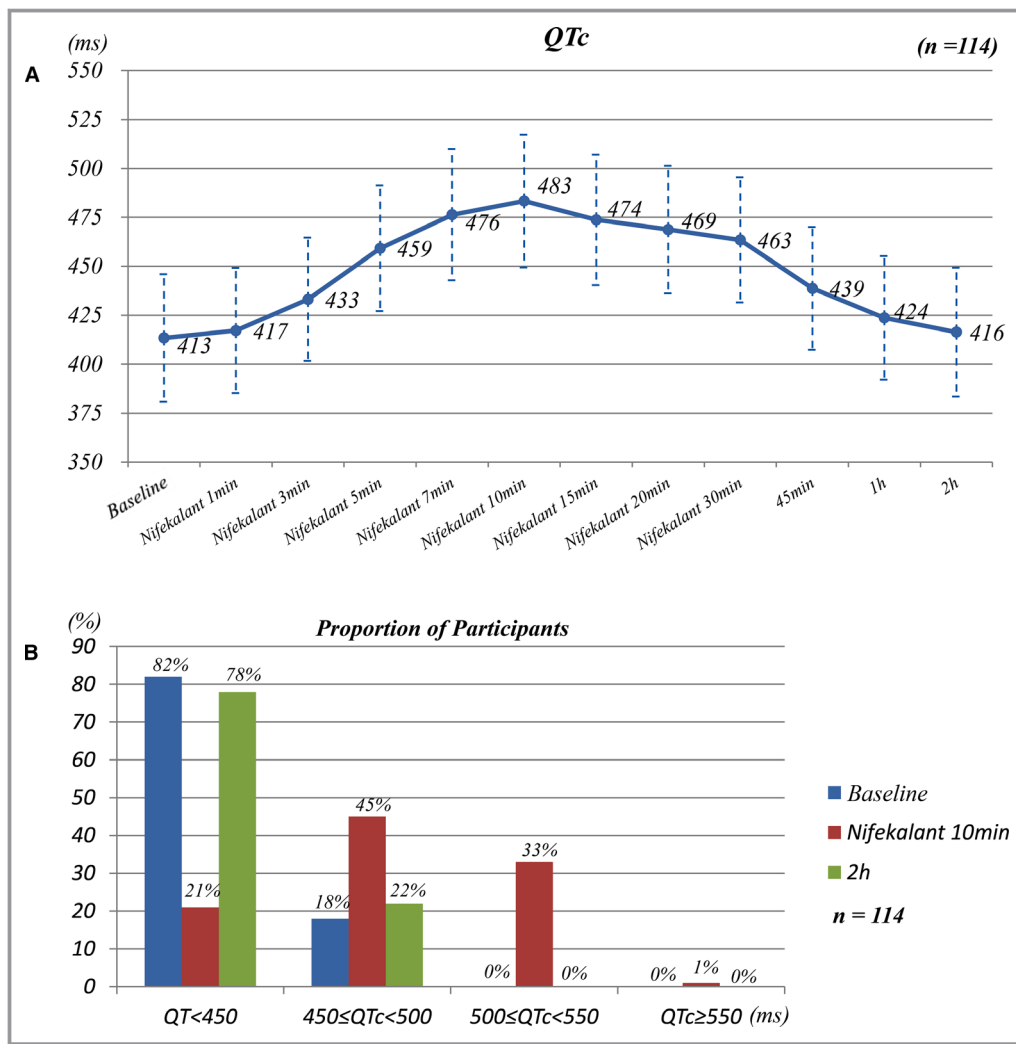 (ms)
QTc
(n =114)
A
550
525
500
475
450
425
400
375
350
413
417
433
459
476
483
474
469
463
439
424
416
Baseline
Nifekalant 1min
Nifekalant 3min
Nifekalant 5min
Nifekalant 7min
Nifekalant 10min
Nifekalant 15min
Nifekalant 20min
Nifekalant 30min
45min
1h
2h
(%)
Proportion of Participants
B
90
80
70
60
50
40
30
20
10
0
82%
21%
78%
18%
45%
22%
0%
33%
0%
0%
1%
0%
QT<450
450≤QTc<500
500≤QTc<550
QTc≥550 (ms)
Baseline
Nifekalant 10min
2h
n = 114